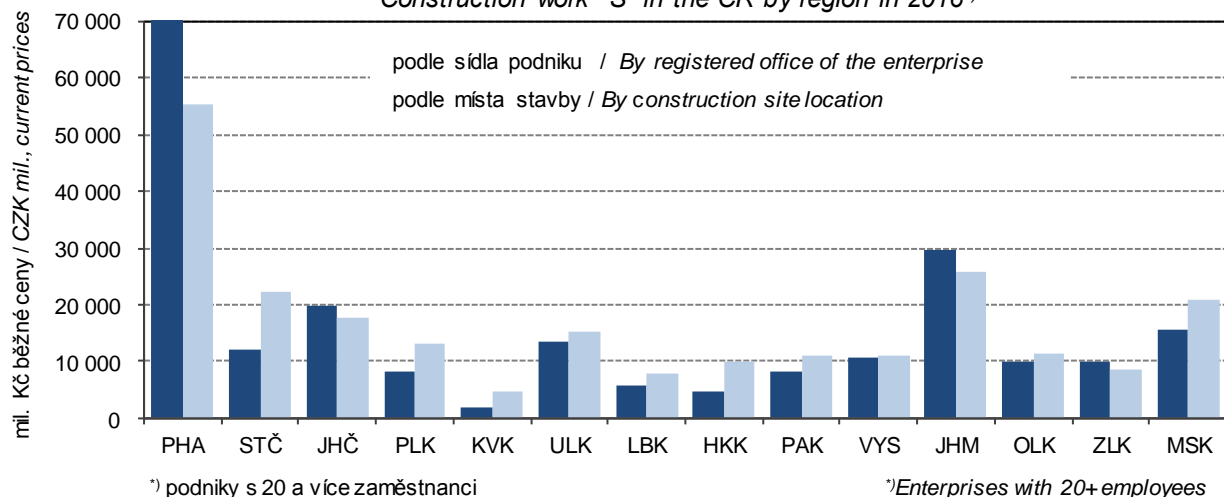 Construction work "S" in the CR by region in 2016*)
mil. Kč běžné ceny / CZK mil., current prices
70 000
60 000
50 000
40 000
30 000
20 000
10 000
0
podle sídla podniku / By registered office of the enterprise
podle místa stavby / By construction site location
PHA STČ JHČ PLK KVK ULK LBK HKK PAK VYS JHM OLK ZLK MSK
*) podniky s 20 a více zaměstnanci
*) Enterprises with 20+ employees